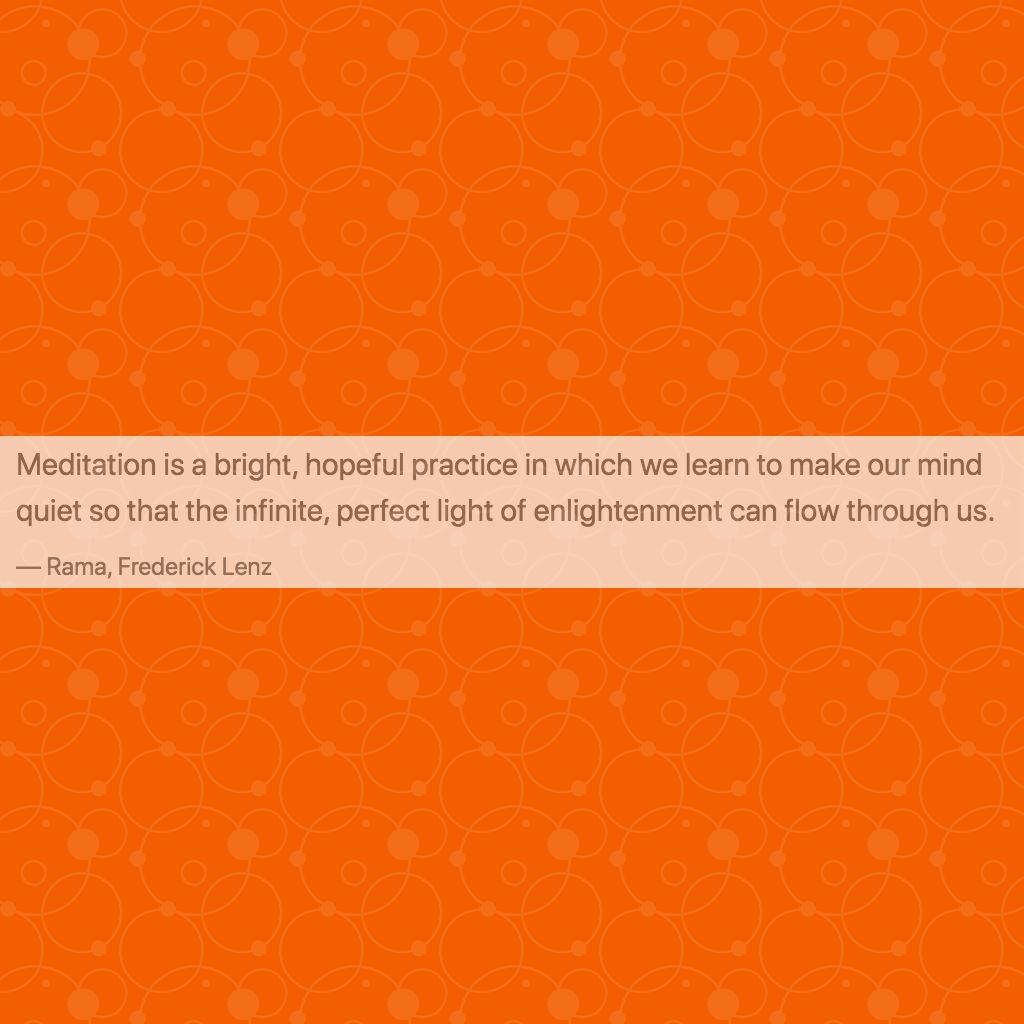 Meditation is a bright, hopeful practice in which we learn to make our mind
quiet so that the infinite, perfect light of enlightenment can flow through us.
— Rama, Frederick Lenz